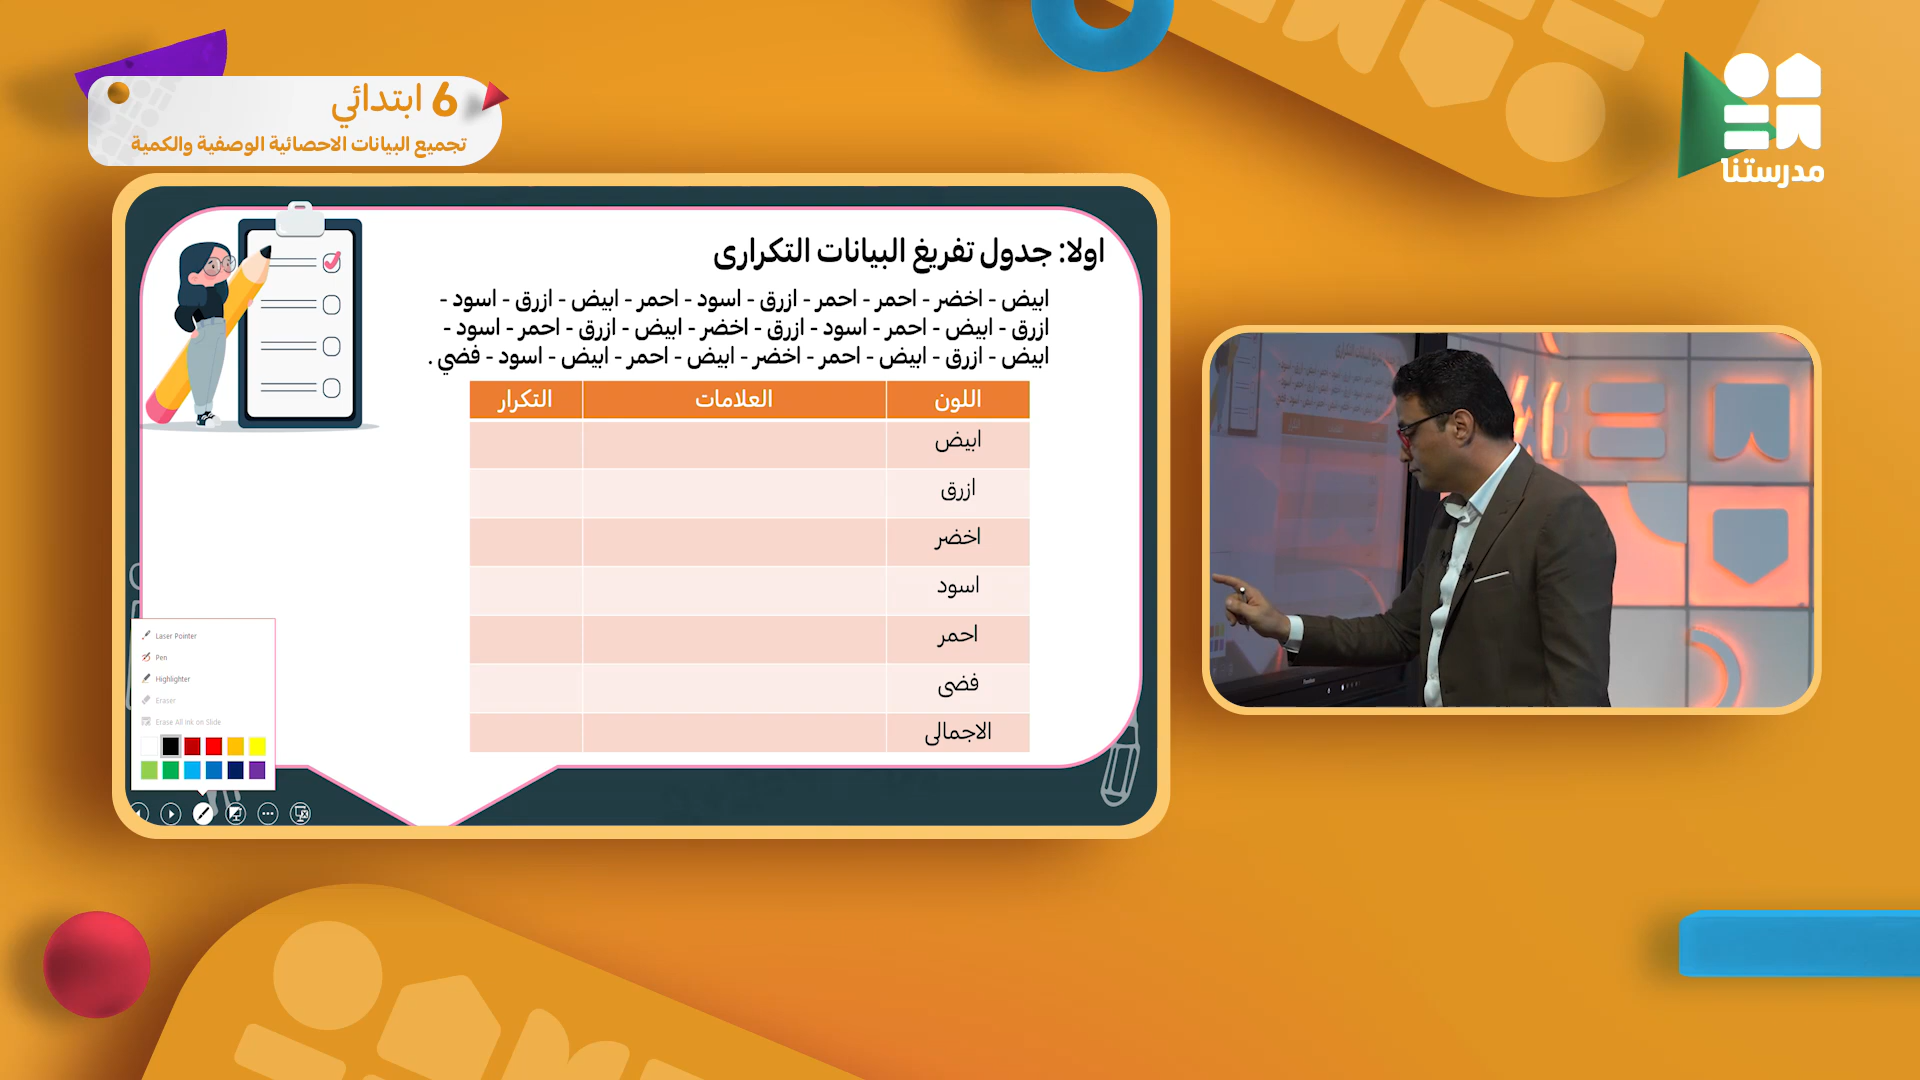 6 ابتدائي
تجميع البيانات الاحصائية الوصفية والكمية
مدرستنا
اولا: جدول تفريغ البيانات التكرارى
ابيض - اخضر - احمر - احمر - ازرق - اسود - احمر - ابيض - ازرق - اسود -
ازرق - ابيض - احمر - اسود - ازرق - اخضر - ابيض - ازرق - احمر - اسود -
ابيض - ازرق - ابيض - احمر - اخضر - ابيض - احمر - ابيض - اسود - فضي .
اللون العلامات التكرار
ابيض
ازرق
اخضر
اسود
احمر
فضى
الاجمالى
Laser Pointer
Pen
Highlighter
Eraser
Erase All Ink on Slide